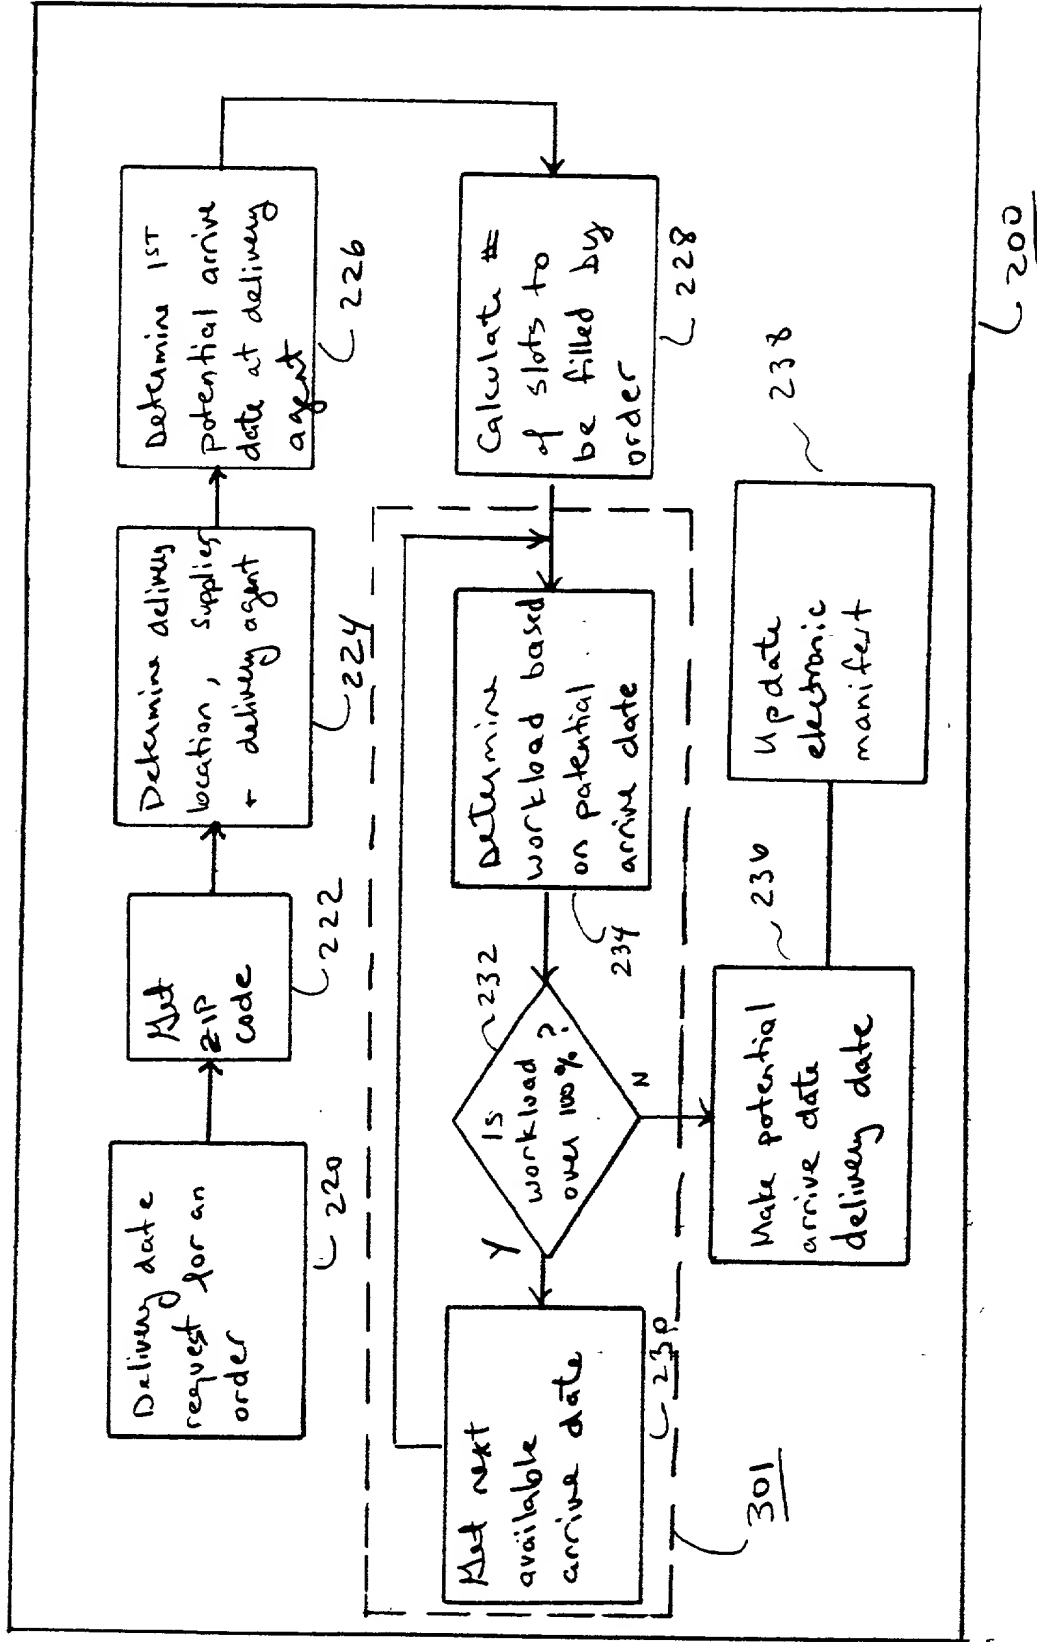 Delivery date
request for an
order
220
Get
ZIP
code
222
Determine delivery
location, supplier
+ delivery agent
224
Determine 1ST
potential arrive
date at delivery
agent
226
Calculate #
of slots to
be filled by
order
228
Determine
workload based
on potential
arrive date
234
Is
workload
over 100% ?
232
Y
N
Get next
available
arrive date
230
301
Make potential
arrive date
delivery date
236
Update
electronic
manifest
238
200